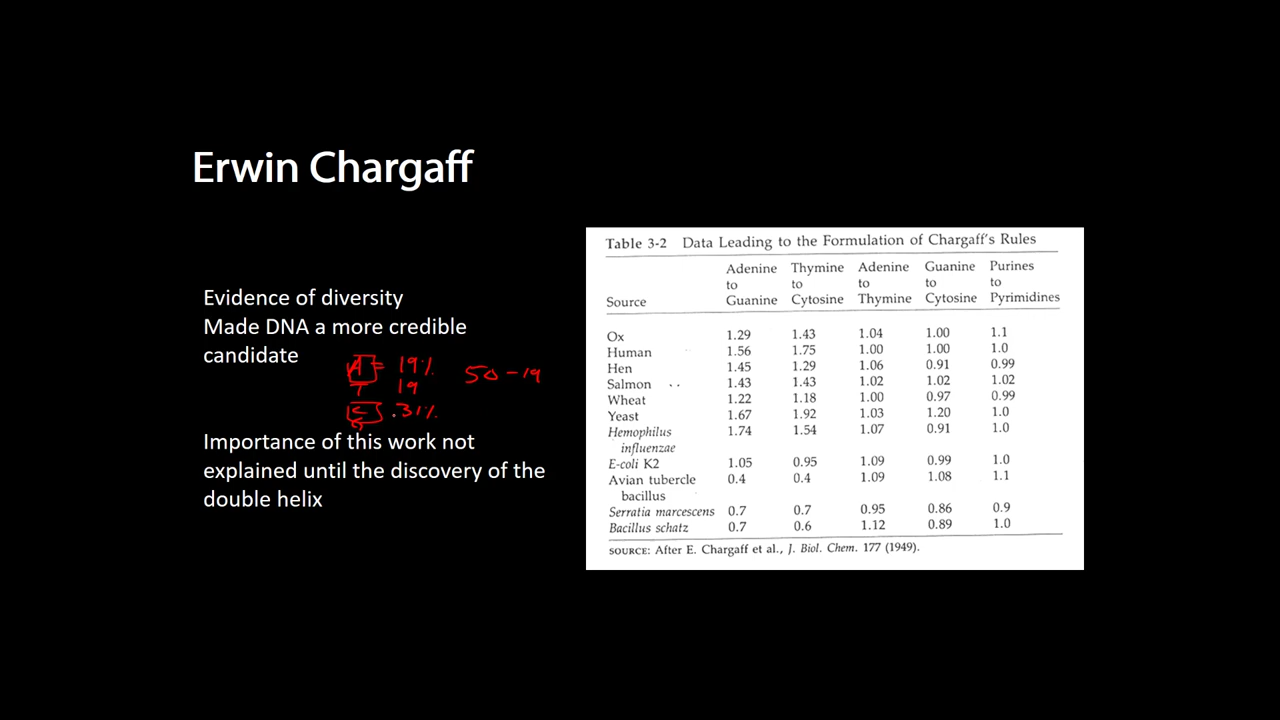 Erwin Chargaff
Evidence of diversity
Made DNA a more credible
candidate
A = 19%
50-19
T 19
C 31%
G
Importance of this work not
explained until the discovery of the
double helix
Table 3-2 Data Leading to the Formulation of Chargaff's Rules
Adenine Thymine Adenine Guanine Purines
to to to to to
Source Guanine Cytosine Thymine Cytosine Pyrimidines
Ox 1.29 1.43 1.04 1.00 1.1
Human 1.56 1.75 1.00 1.00 1.0
Hen 1.45 1.29 1.06 0.91 0.99
Salmon 1.43 1.43 1.02 1.02 1.02
Wheat 1.22 1.18 1.00 0.97 0.99
Yeast 1.67 1.92 1.03 1.20 1.0
Hemophilus 1.74 1.54 1.07 0.91 1.0
influenzae
E-coli K2 1.05 0.95 1.09 0.99 1.0
Avian tubercle 0.4 0.4 1.09 1.08 1.1
bacillus
Serratia marcescens 0.7 0.7 0.95 0.86 0.9
Bacillus schatz 0.7 0.6 1.12 0.89 1.0
SOURCE: After E. Chargaff et al., J. Biol. Chem. 177 (1949).